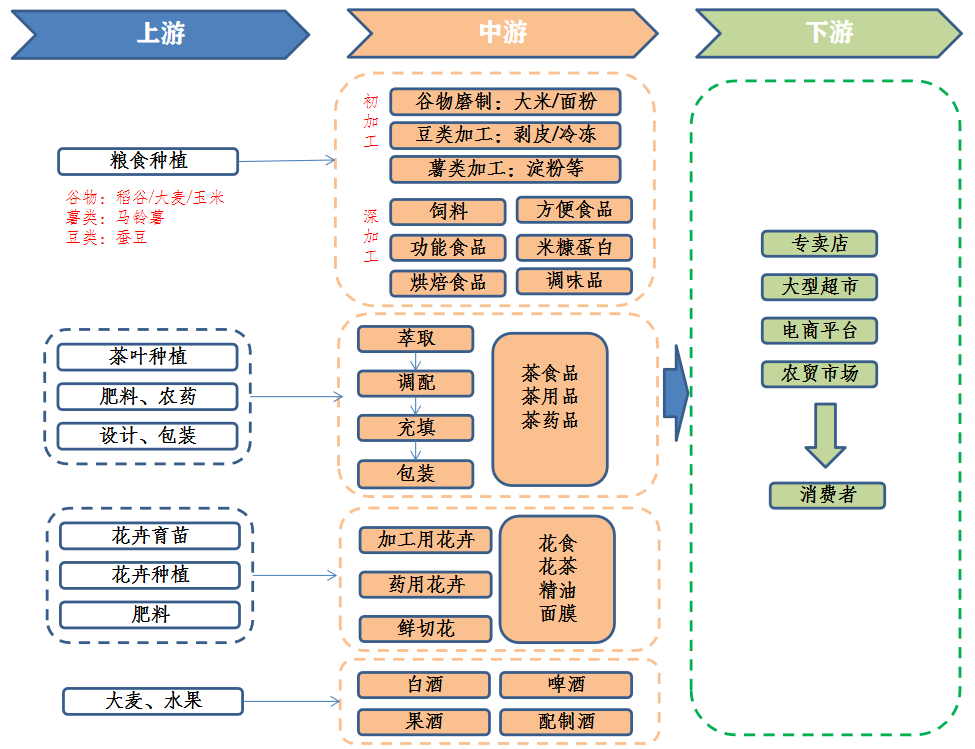 上游
中游
下游
粮食种植
谷物：稻谷/大麦/玉米
薯类：马铃薯
豆类：蚕豆
初加工
谷物磨制：大米/面粉
豆类加工：剥皮/冷冻
薯类加工：淀粉等
深加工
饲料
方便食品
功能食品
米糠蛋白
烘焙食品
调味品
茶叶种植
肥料、农药
设计、包装
萃取
调配
充填
包装
茶食品
茶用品
茶药品
花卉育苗
花卉种植
肥料
加工用花卉
药用花卉
鲜切花
花食
花茶
精油
面膜
大麦、水果
白酒
啤酒
果酒
配制酒
专卖店
大型超市
电商平台
农贸市场
消费者